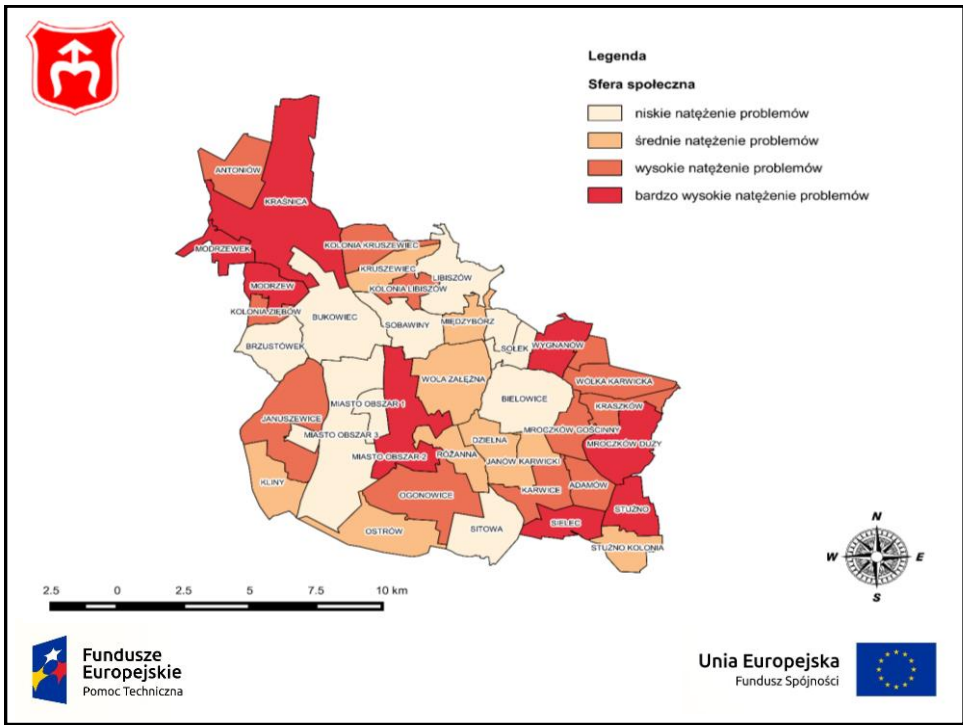 Legenda
Sfera społeczna
niskie natężenie problemów
średnie natężenie problemów
wysokie natężenie problemów
bardzo wysokie natężenie problemów
ANTONIÓW
KRAŚNICA
MODRZEWEK
KOLONIA KRUSZEWIEC
KRUSZEWIEC
LIBISZÓW
MODRZEW
KOLONIA LIBISZÓW
KOLONIA ZIĘBÓW
BUKOWIEC
SOBAWINY
MIĘDZYBÓRZ
BRZUSTÓWEK
SOŁEK
WYGNANÓW
WOLA ZAŁĘŻNA
WÓLKA KARWICKA
MIASTO OBSZAR 1
BIELOWICE
KRASZKÓW
JANUSZEWICE
MROCZKÓW GOŚCINNY
MIASTO OBSZAR 3
DZIELNA
MROCZKÓW DUŻY
MIASTO OBSZAR 2
RÓŻANNA
JANÓW KARWICKI
KLINY
OGONOWICE
KARWICE
ADAMÓW
STUŻNO
OSTRÓW
SITOWA
SIELEC
STUŻNO KOLONIA
N
W E
S
2.5 0 2.5 5 7.5 10 km
Fundusze
Europejskie
Pomoc Techniczna
Unia Europejska
Fundusz Spójności